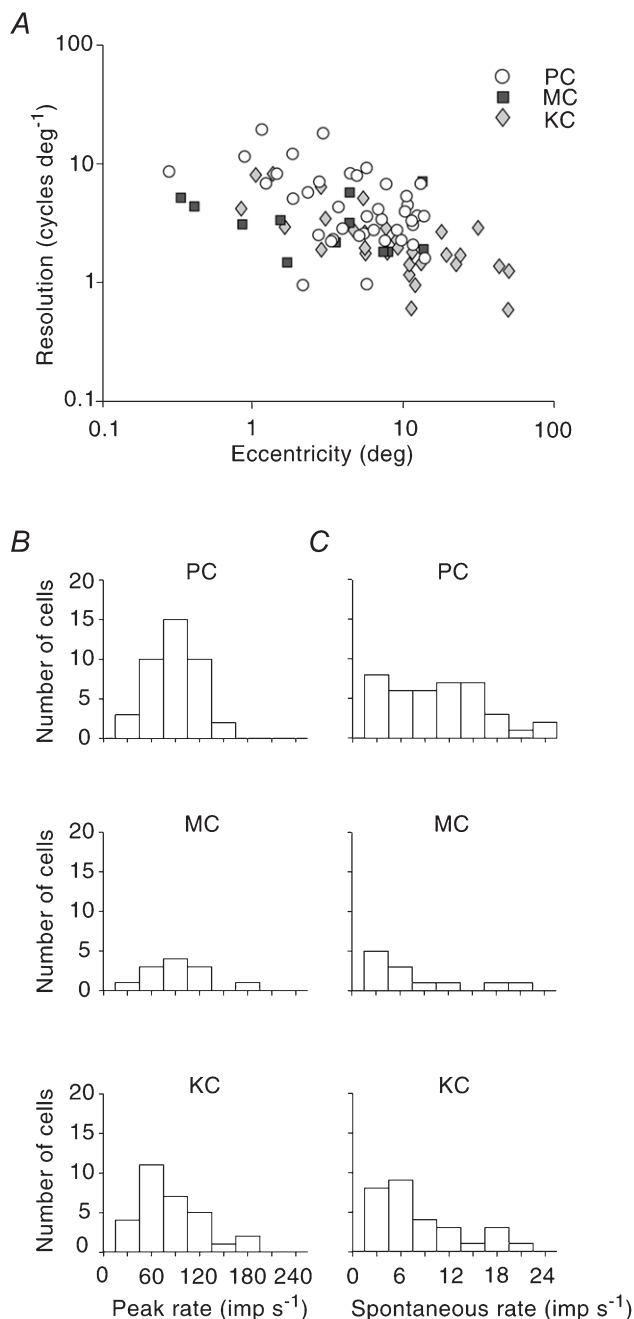 A
100
10
1
0.1
Resolution (cycles deg-1)
PC
MC
KC
0.1 1 10 100
Eccentricity (deg)
B
C
PC
PC
20
15
10
5
0
Number of cells
MC
MC
20
15
10
5
0
Number of cells
KC
KC
20
15
10
5
0
Number of cells
0 60 120 180 240
0 6 12 18 24
Peak rate (imp s-1)
Spontaneous rate (imp s-1)